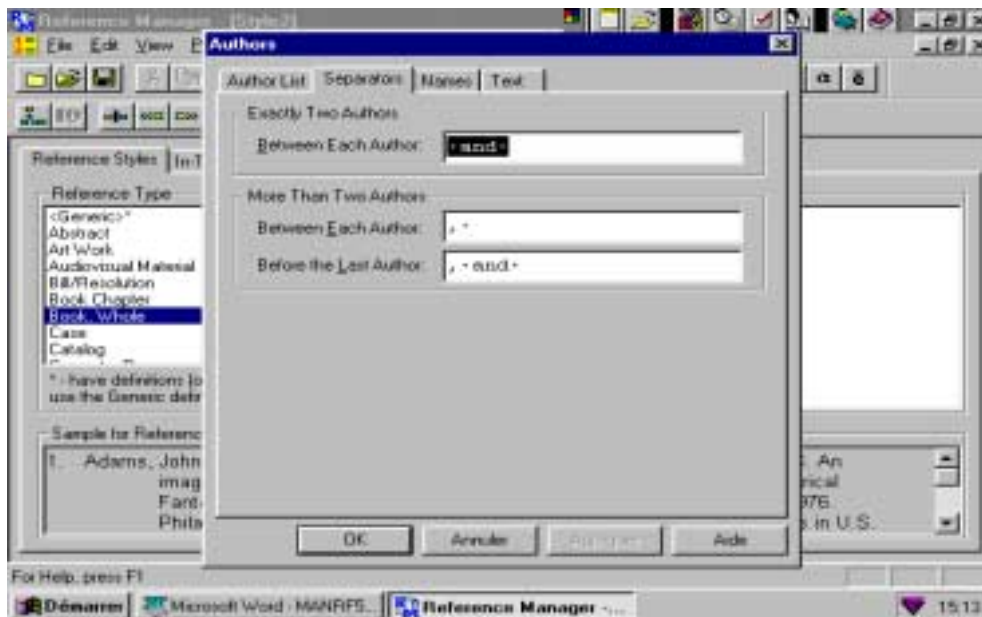 Reference Manager - [Style2]
File Edit View
Authors
Author List Separators Names Text
Exactly Two Authors
Between Each Author: ·and·
More Than Two Authors
Between Each Author: ,·
Before the Last Author: ,·and·
Reference Styles In-T
Reference Type
<Generic>*
Abstract
Art Work
Audiovisual Material
Bill/Resolution
Book Chapter
Book, Whole
Case
Catalog
* - have definitions (o
use the Generic defin
Sample for Referenc
1. Adams, John
imag
Fant
Phila
An
rical
976.
s in U.S.
OK Annuler Aide
For Help, press F1
Démarrer Microsoft Word - MANRIF5... Reference Manager -... 15:13